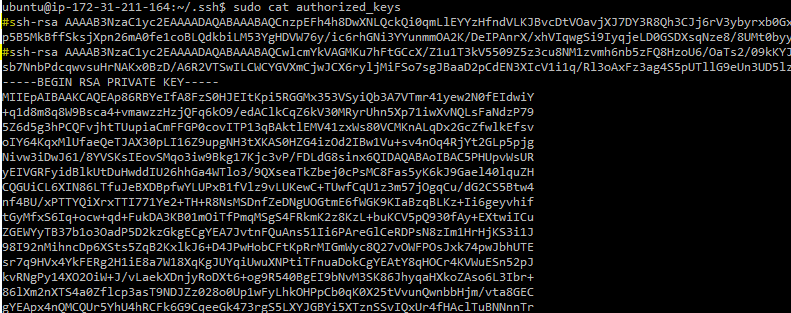 ubuntu@ip-172-31-211-164:~/.ssh$ sudo cat authorized_keys
#ssh-rsa AAAAB3NzaC1yc2EAAAADAQABAAABAQCnzpEFh4h8DwXNLQckQi0qmLlEYYzHfndVLKJBvcDtVOavjXJ7DY3R8Qh3CJj6rV3ybyrxb0Gx
p5B5MkBffSksjXpn26mA0fe1coBLQdkbiLM53YgHDVW76y/ic6rhGNi3YYunmmOA2K/DeIPAnrX/xhVIqwgSi9IyqjeLD0GSDXsqNze8/8UMt0byy
#ssh-rsa AAAAB3NzaC1yc2EAAAADAQABAAABAQCwlcmYkVAGMKu7hFtGCcX/Z1u1T3kV5509Z5z3cu8NM1zvmh6nb5zFQ8HzoU6/OaTs2/09kKYJ
sb7NnbPdcqwvsuHrNAKx0BzD/A6R2VTSwILCWCYGVXmCjwJCX6ryljMiFSo7sgJBaaD2pCdEN3XIcV1i1q/Rl3oAxFz3ag4S5pUTllG9eUn3UD5lz
-----BEGIN RSA PRIVATE KEY-----
MIIEpAIBAAKCAQEAp86RBYeIfA8FzS0HJEItKpi5RGGMx353VSyiQb3A7VTmr41yew2N0fEIdwiY
+q1d8m8q8W9Bsca4+vmawzzHzjQFq6kO9/edAClkCqZ6kV30MRyrUhn5Xp71iwXvNQLsFaNdzP79
5Z6d5g3hPCQFvjhtTUupiaCmFFGP0covITP13qBAktlEMV41zxWs80VCMKnALqDx2GcZfwlkEfsv
oIY64KqxMlUfaeQeTJAX30pLI16Z9upgNH3tXKAS0HZG4izOd2IBw1Vu+sv4nOq4RjYt2GLp5pjg
Nivw3iDwJ61/8YVSKsIEovSMqo3iw9Bkg17Kjc3vP/FDLdG8sinx6QIDAQABAoIBAC5PHUpvWsUR
yEIVGRFyidBlkUtDuHwddIU26hhGa4WTlo3/9QXseaTkZbej0cPsMC8Fas5yK6kJ9Gael40lquZH
CQGUiCL6XIN86LTfuJeBXDBpfwYLUPxB1fVlz9vLUKewC+TUwfCqU1z3m57jOgqCu/dG2CS5Btw4
nf4BU/xPTTYQiXrxTTI771Ye2+TH+R8NsMSDnfZeDNgUOGtmE6fWGK9KIaBzqBLKz+Ii6geyvhif
tGyMfxS6Iq+ocw+qd+FukDA3KB01mOiTfPmqMSgS4FRkmK2z8KzL+buKCV5pQ930fAy+EXtwiICu
ZGEWYyTB37b1o3OadP5D2kzGkgECgYEA7JvtnFQuAns51Ii6PAreGlCeRDPsN8zIm1HrHjKS3i1J
98I92nMihncDp6XSts5ZqB2KxlkJ6+D4JPwHobCFtKpRrMIGmWyc8Q27vOWFPOsJxk74pwJbhUTE
sr7q9HVx4YkFERg2H1iE8a7W18XqKgJUYqiUwuXNPtiTFnuaDokCgYEAtY8qHOCr4KVWuESn52pJ
kvRNgPy14XO2OiW+J/vLaekXDnjyRoDXt6+og9R540BgEI9bNvM3SK86JhyqaHXkoZAso6L3Ibr+
86lXm2nXTS4a0Zflcp3asT9NDJZz028o0Up1wFyLhkOHPpCb0qK0X25tVvunQwnbbHjm/vta8GEC
gYEApx4nQMCQUr5YhU4hRCFk6G9CqeeGk473rgS5LXYJGBYi5XTznSSvIQxUr4fHAclTuBNNnnTr